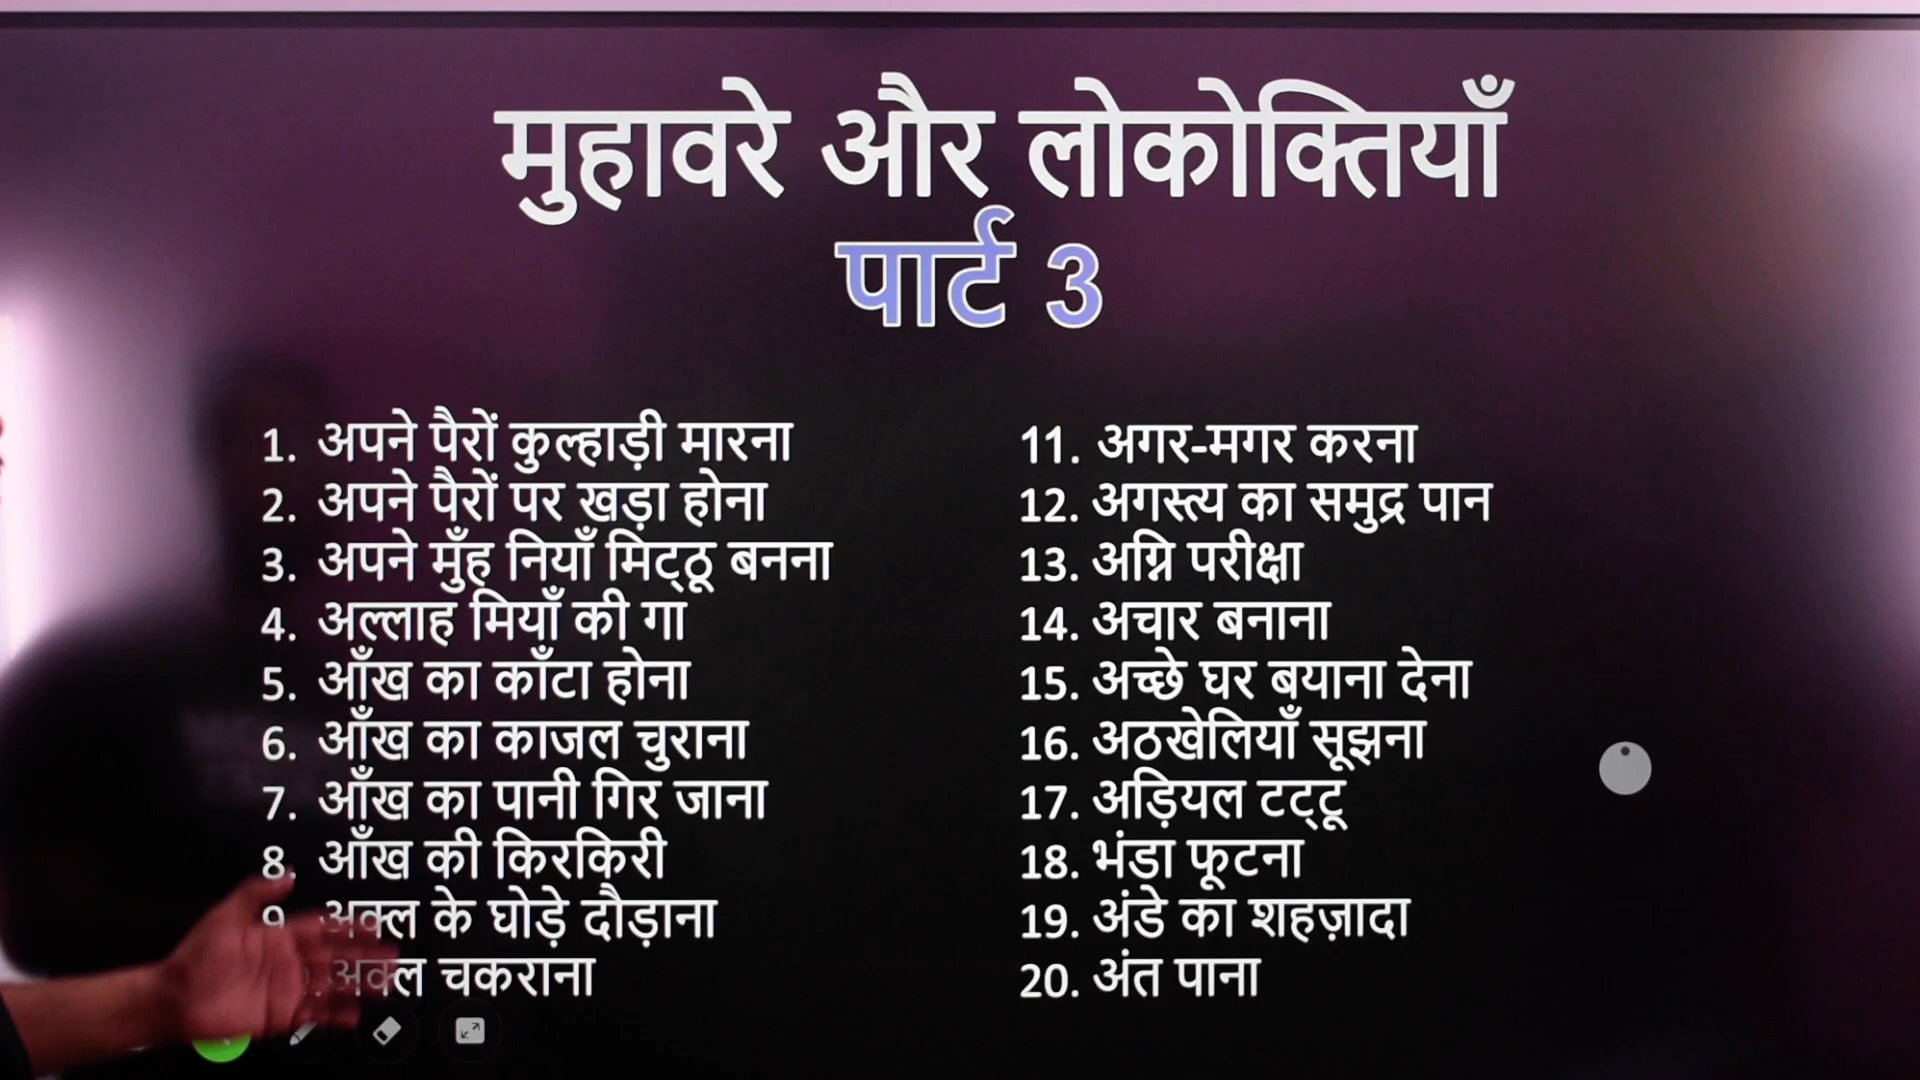 मुहावरे और लोकोक्तियाँ
पार्ट 3
1. अपने पैरों कुल्हाड़ी मारना
2. अपने पैरों पर खड़ा होना
3. अपने मुँह नियाँ मिट्ठू बनना
4. अल्लाह मियाँ की गा
5. आँख का काँटा होना
6. आँख का काजल चुराना
7. आँख का पानी गिर जाना
8. आँख की किरकिरी
9. अक्ल के घोड़े दौड़ाना
अक्ल चकराना
11. अगर-मगर करना
12. अगस्त्य का समुद्र पान
13. अग्नि परीक्षा
14. अचार बनाना
15. अच्छे घर बयाना देना
16. अठखेलियाँ सूझना
17. अड़ियल टट्टू
18. भंडा फूटना
19. अंडे का शहज़ादा
20. अंत पाना